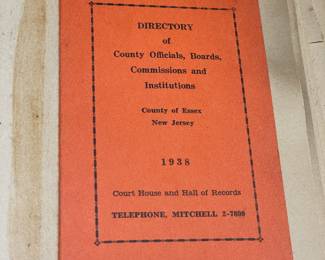 DIRECTORY
of
County Officials, Boards,
Commissions and
Institutions
County of Essex
New Jersey
1938
Court House and Hall of Records
TELEPHONE, MITCHELL 2-7800